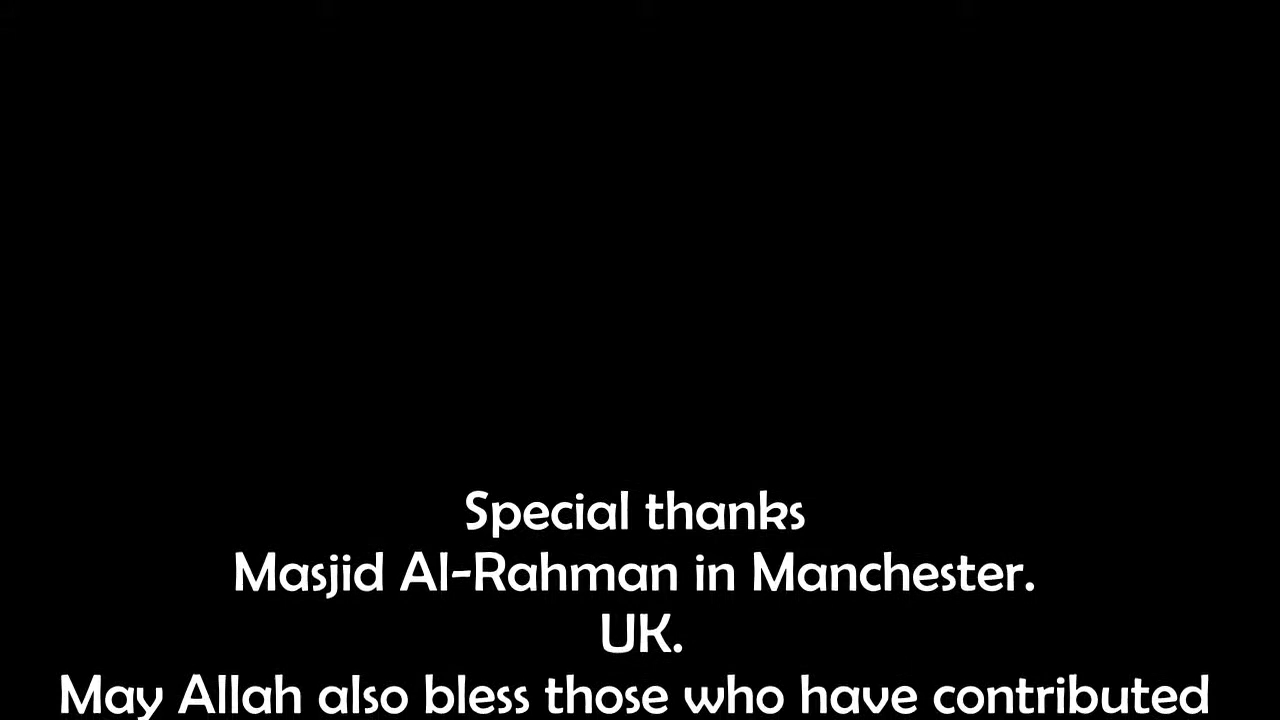 Special thanks
Masjid Al-Rahman in Manchester.
UK.
May Allah also bless those who have contributed